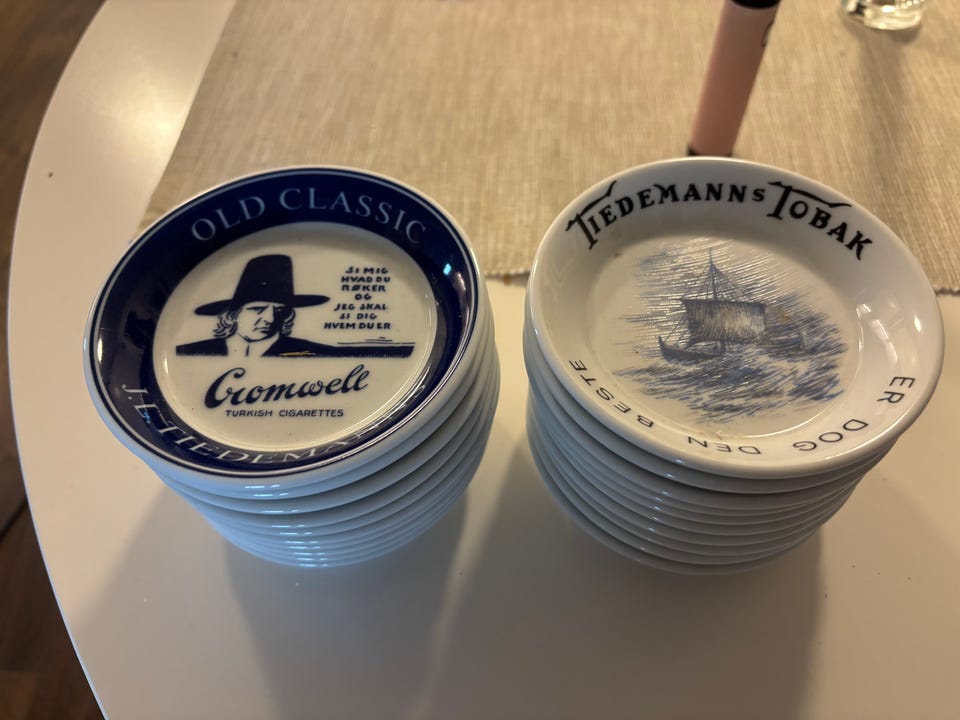 OLD CLASSIC
SI MIG
HVAD DU
RØKER
OG
JEG SKAL
SI DIG
HVEM DU ER
Cromwell
TURKISH CIGARETTES
J.L. TIEDEMANNS
TIEDEMANNS TOBAK
ER DOG DEN BESTE